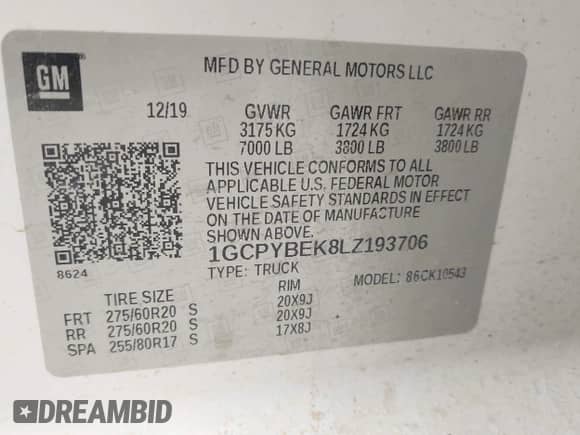 GM
MFD BY GENERAL MOTORS LLC
12/19 GVWR GAWR FRT GAWR RR
3175 KG 1724 KG 1724 KG
7000 LB 3800 LB 3800 LB
THIS VEHICLE CONFORMS TO ALL
APPLICABLE U.S. FEDERAL MOTOR
VEHICLE SAFETY STANDARDS IN EFFECT
ON THE DATE OF MANUFACTURE
SHOWN ABOVE.
8624
1GCPYBEK8LZ193706
TYPE: TRUCK MODEL: 86CK10543
TIRE SIZE RIM
FRT 275/60R20 S 20X9J
RR 275/60R20 S 20X9J
SPA 255/80R17 S 17X8J
DREAMBID